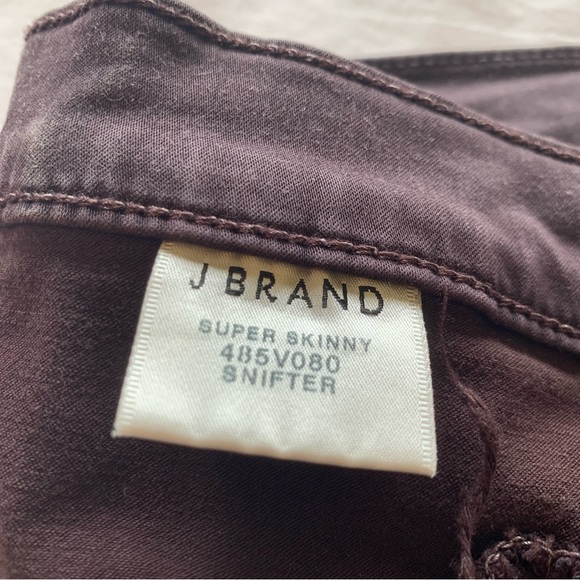 J BRAND
SUPER SKINNY
485V080
SNIFTER